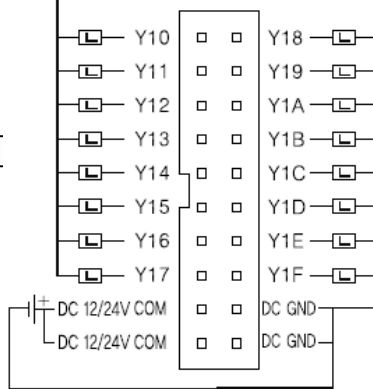 Y10 Y18
Y11 Y19
Y12 Y1A
Y13 Y1B
Y14 Y1C
Y15 Y1D
Y16 Y1E
Y17 Y1F
+ DC 12/24V COM DC GND
DC 12/24V COM DC GND